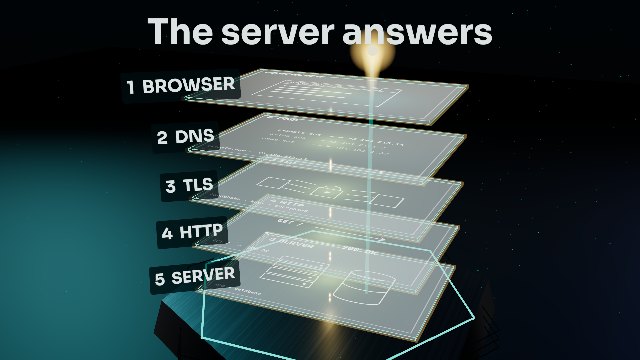 The server answers
1 BROWSER
2 DNS
3 TLS
4 HTTP
5 SERVER